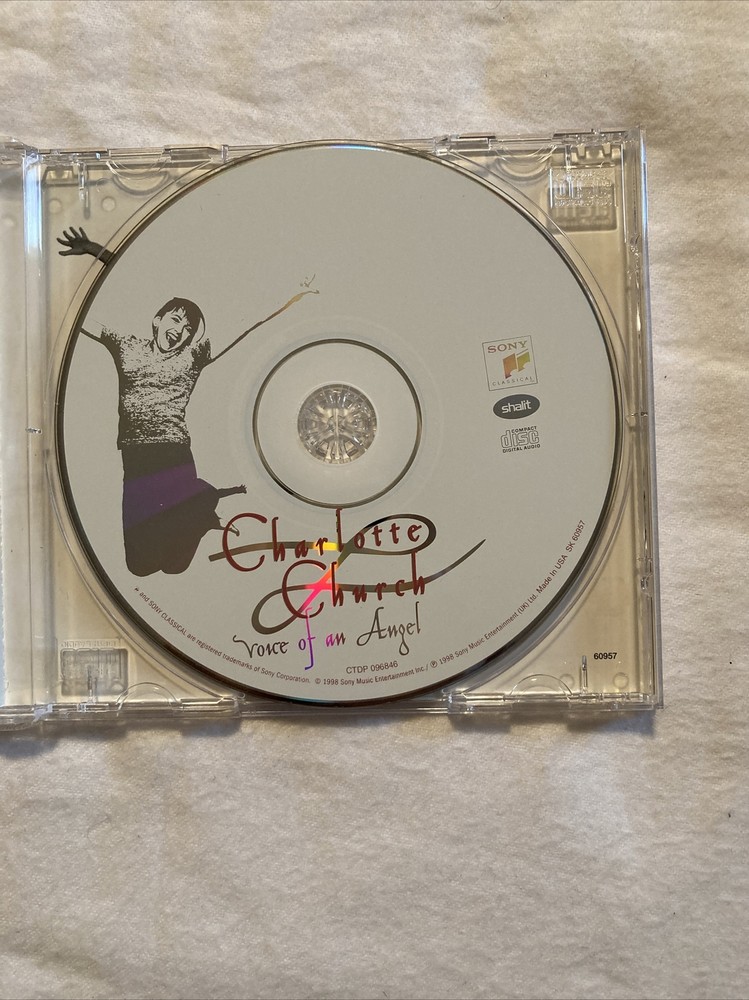 SONY
CLASSICAL
shalit
COMPACT
disc
DIGITAL AUDIO
Charlotte
Church
Voice of an Angel
CTDP 096846
and SONY CLASSICAL are registered trademarks of Sony Corporation. © 1998 Sony Music Entertainment Inc./ ℗ 1998 Sony Music Entertainment (UK) Ltd. Made in USA SK 60957
60957